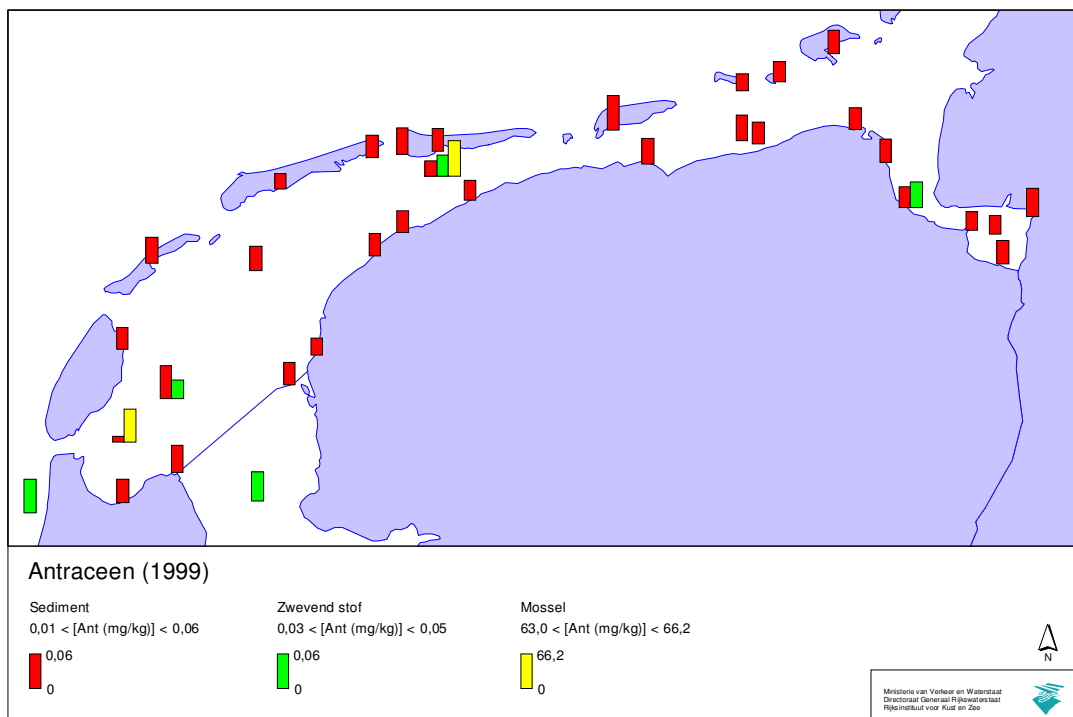 Antraceen (1999)
Sediment
0,01 < [Ant (mg/kg)] < 0,06
0,06
0
Zwevend stof
0,03 < [Ant (mg/kg)] < 0,05
0,06
0
Mossel
63,0 < [Ant (mg/kg)] < 66,2
66,2
0
N
Ministerie van Verkeer en Waterstaat
Directoraat Generaal Rijkswaterstaat
Rijksinstituut voor Kust en Zee